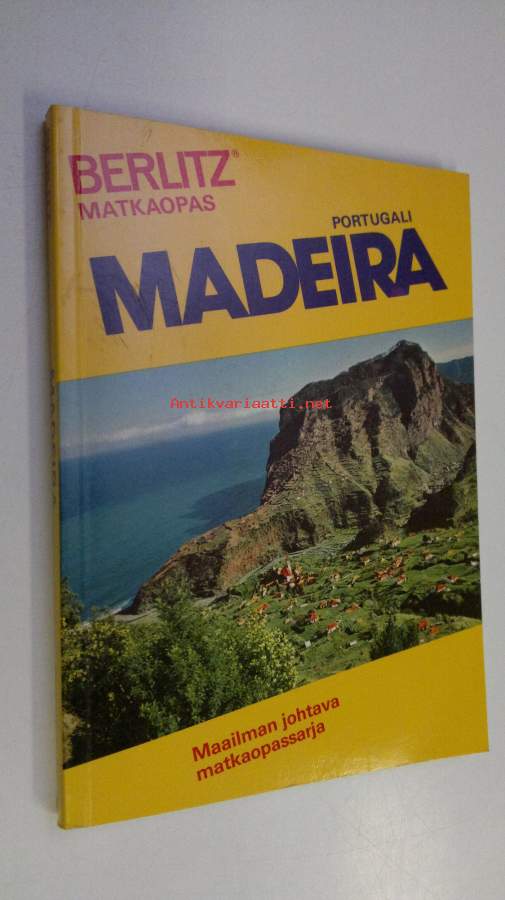 BERLITZ®
MATKAOPAS
PORTUGALI
MADEIRA
Antikvariaatti.net
Maailman johtava
matkaopassarja